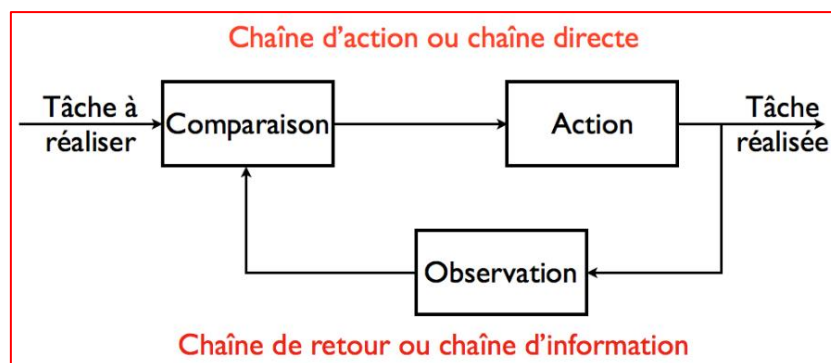 Chaîne d'action ou chaîne directe
Tâche à
réaliser
Comparaison
Action
Tâche
réalisée
Observation
Chaîne de retour ou chaîne d'information